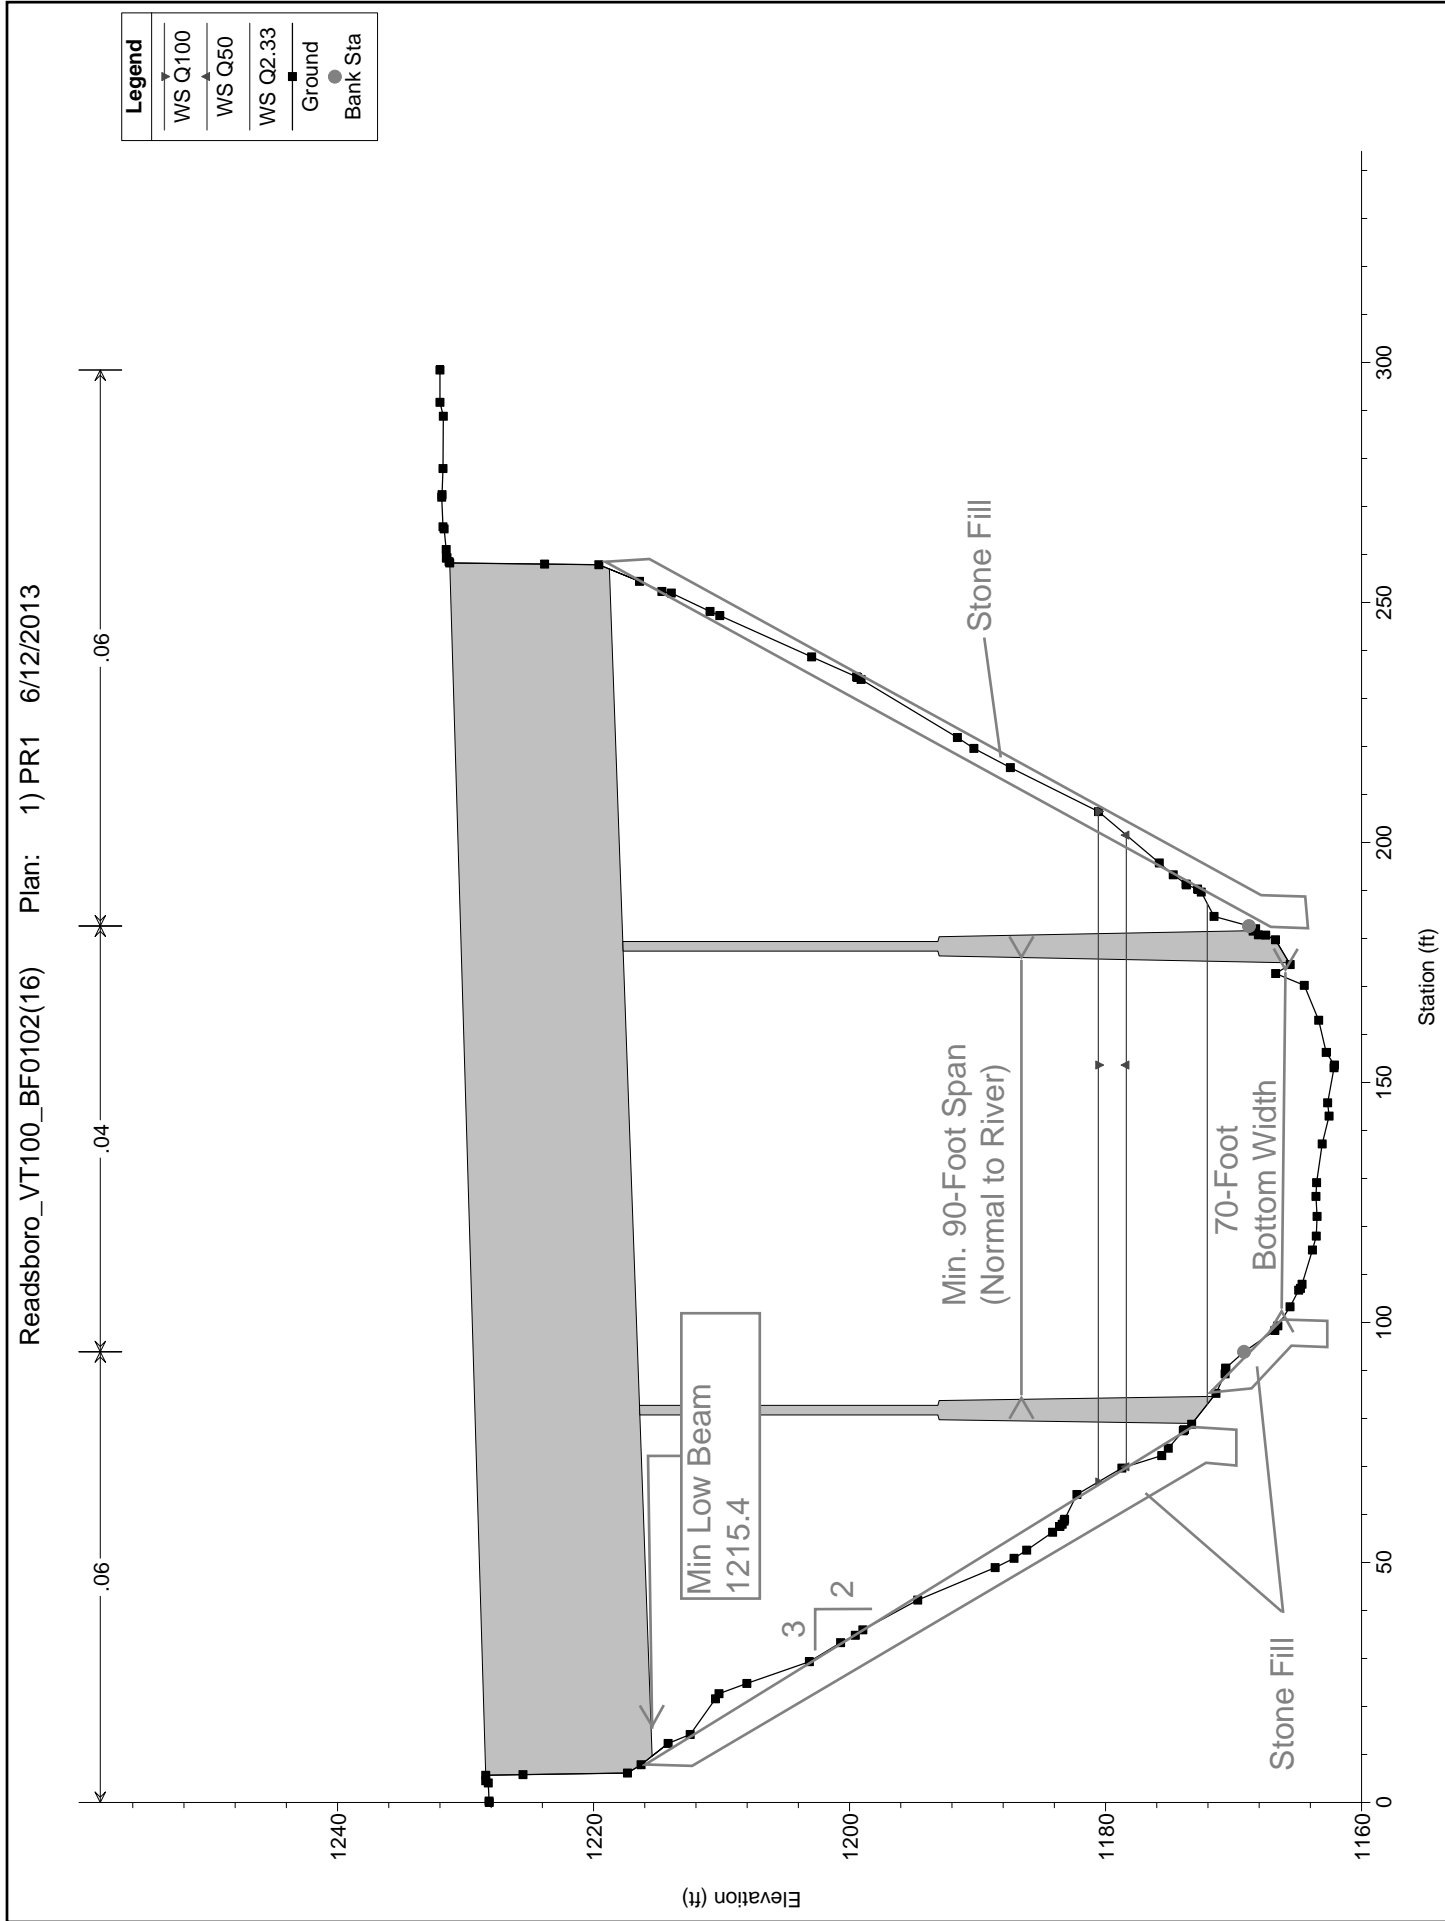 Readsboro_VT100_BF0102(16) Plan: 1) PR1 6/12/2013
.06
.04
.06
Legend
WS Q100
WS Q50
WS Q2.33
Ground
Bank Sta
Min Low Beam
1215.4
3
2
Min. 90-Foot Span
(Normal to River)
70-Foot
Bottom Width
Stone Fill
Stone Fill
1240
1220
1200
1180
1160
Elevation (ft)
0
50
100
150
200
250
300
Station (ft)